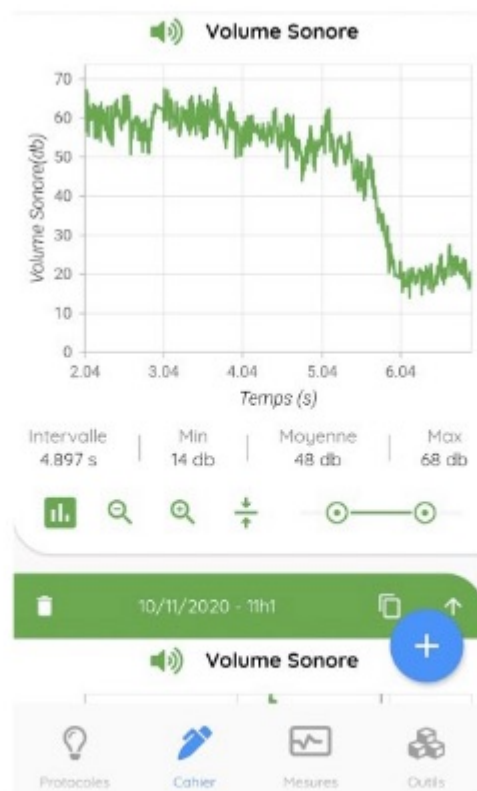 Volume Sonore
70
60
50
40
30
20
10
0
Volume Sonore(db)
2.04 3.04 4.04 5.04 6.04
Temps (s)
Intervalle Min Moyenne Max
4.897 s 14 db 48 db 68 db
10/11/2020 - 11h1
Volume Sonore
Protocoles Cahier Mesures Outils